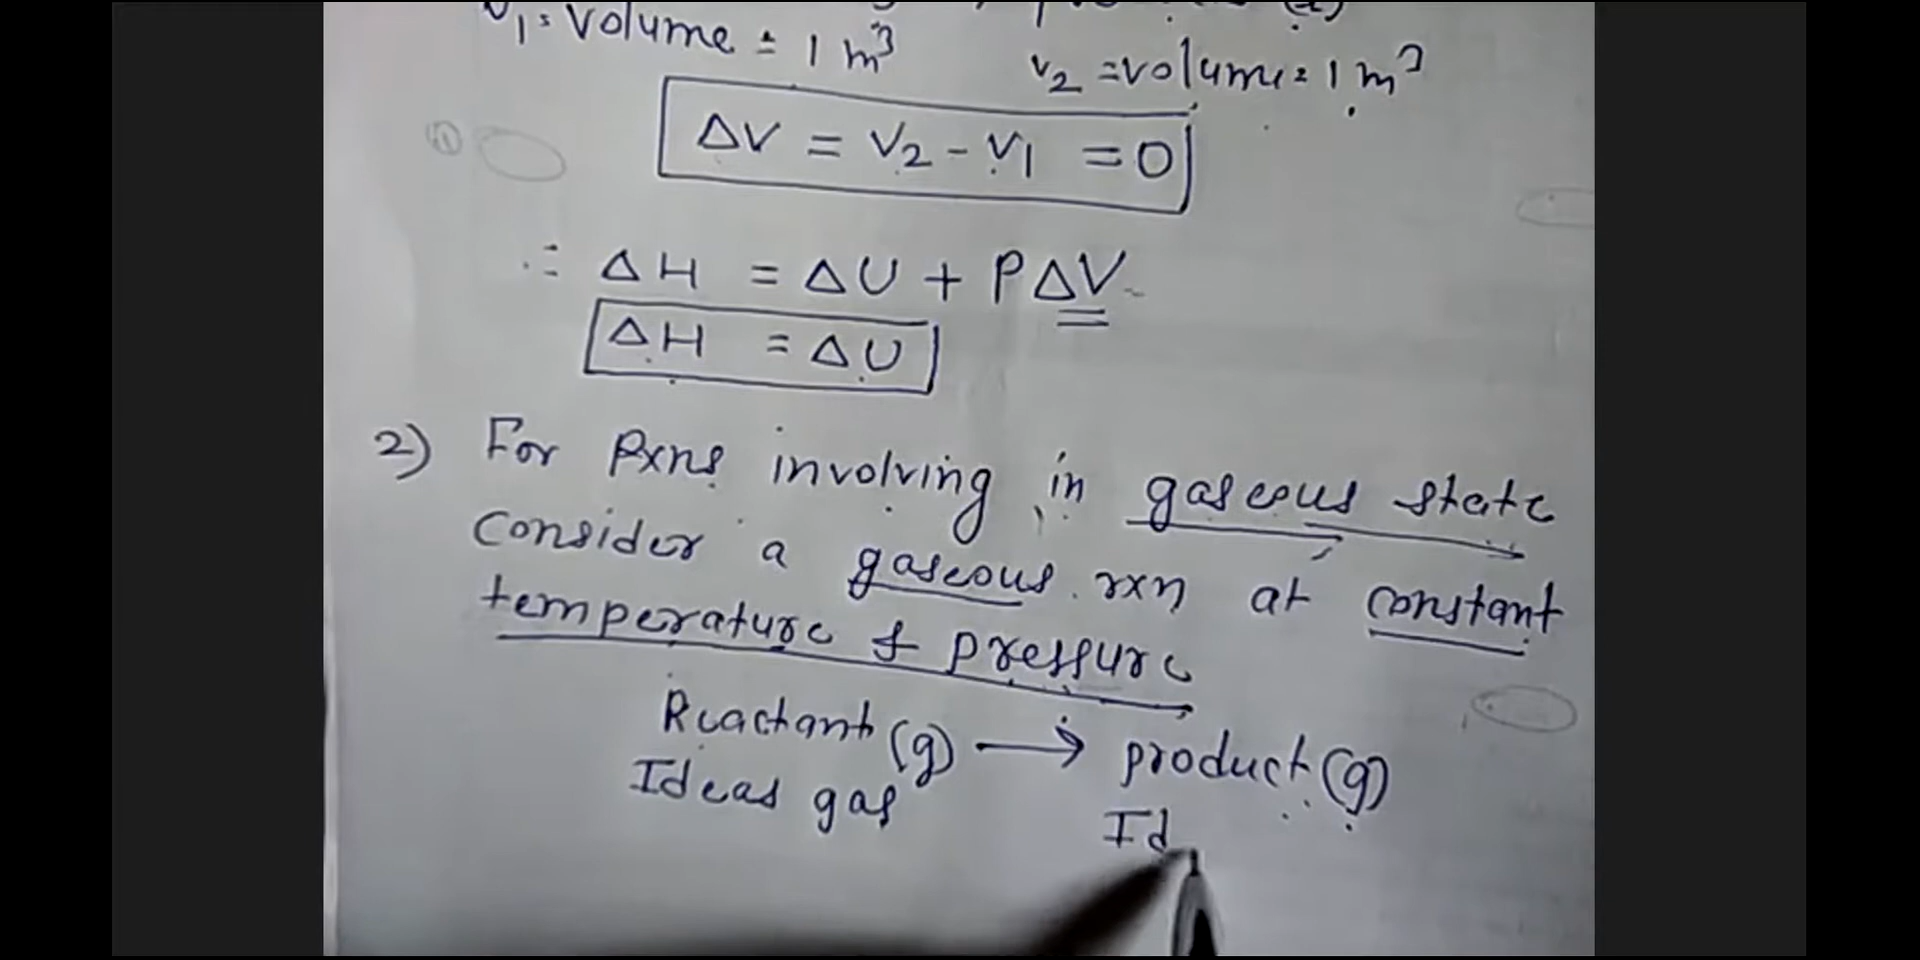 V₁ = volume = 1 m³
V₂ = volume = 1 m³
ΔV = V₂ - V₁ = 0
∴ ΔH = ΔU + PΔV
ΔH = ΔU
2) For Rxns involving in gaseous state
Consider a gaseous rxn at constant
temperature & pressure
Reactant (g) → product (g)
Ideas gas
Id